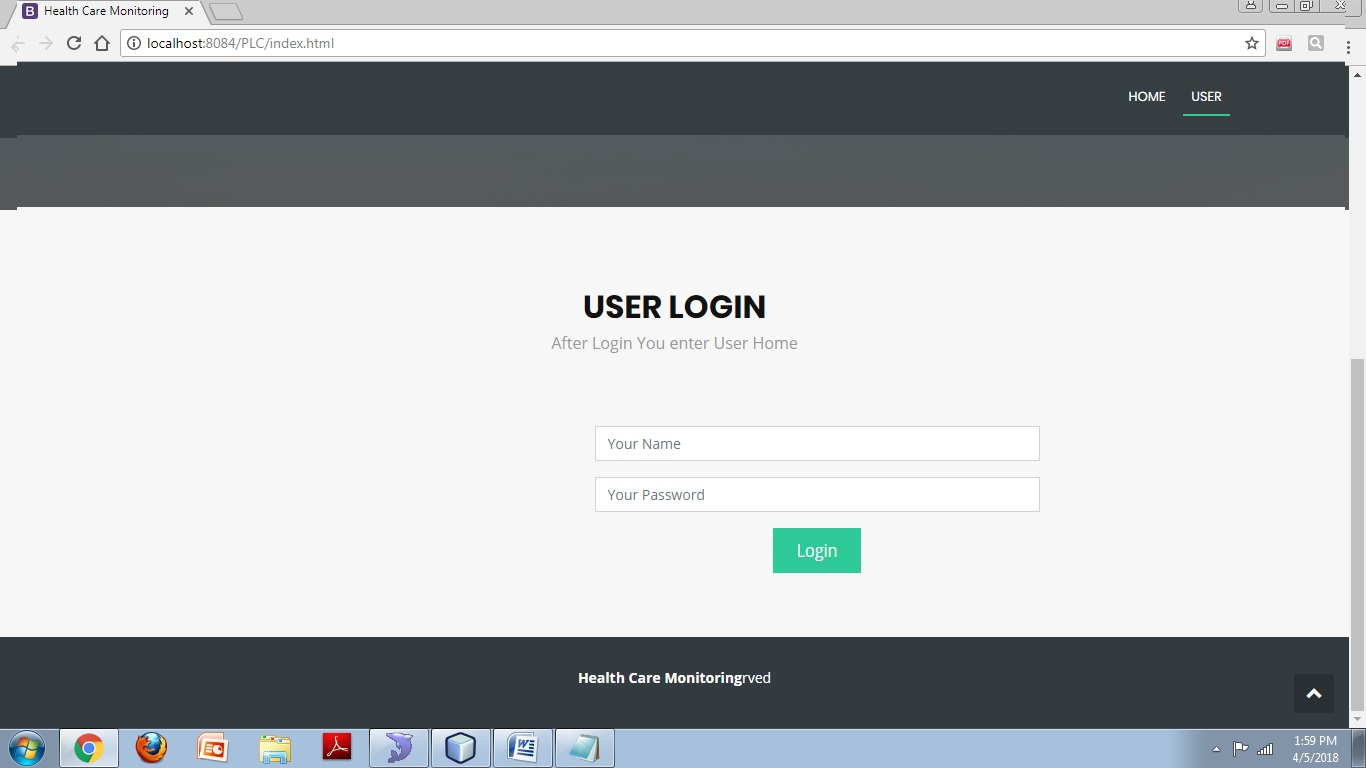 B Health Care Monitoring
localhost:8084/PLC/index.html
PDF
HOME USER
USER LOGIN
After Login You enter User Home
Your Name
Your Password
Login
Health Care Monitoringrved
1:59 PM
4/5/2018